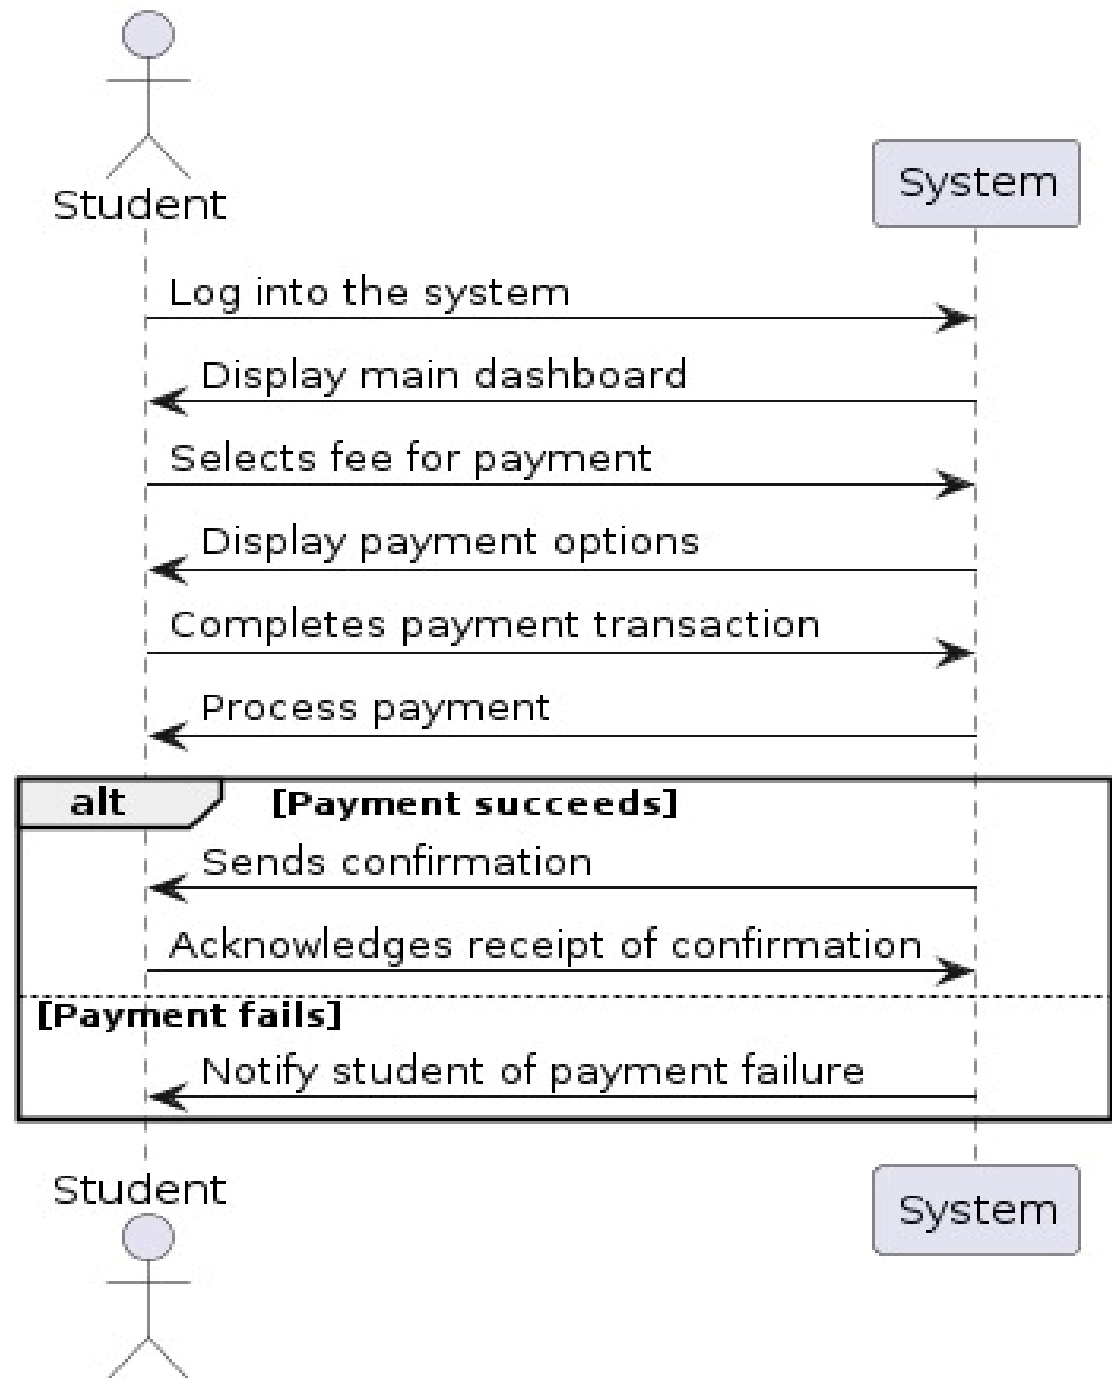 Student
System
Log into the system
Display main dashboard
Selects fee for payment
Display payment options
Completes payment transaction
Process payment
alt [Payment succeeds]
Sends confirmation
Acknowledges receipt of confirmation
[Payment fails]
Notify student of payment failure
Student
System